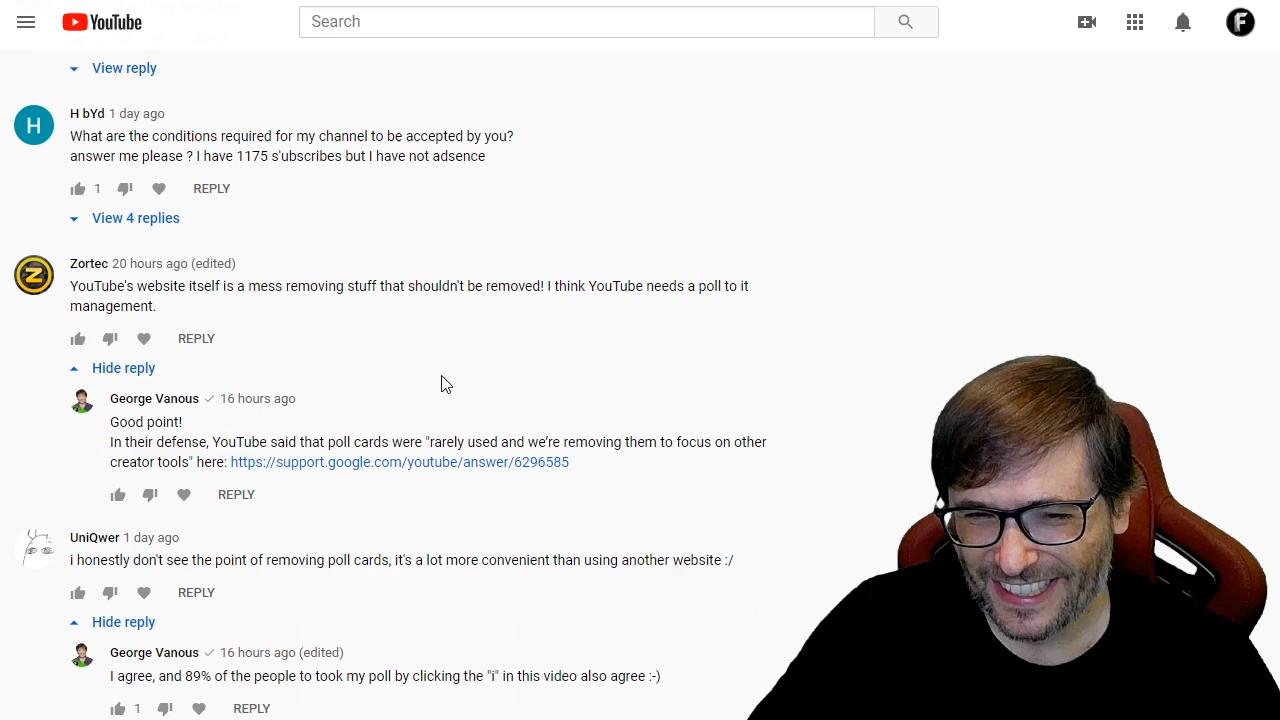 YouTube
Search
F
View reply
H
H bYd 1 day ago
What are the conditions required for my channel to be accepted by you?
answer me please ? I have 1175 s'ubscribes but I have not adsence
1 REPLY
View 4 replies
Z
Zortec 20 hours ago (edited)
YouTube's website itself is a mess removing stuff that shouldn't be removed! I think YouTube needs a poll to it
management.
REPLY
Hide reply
George Vanous 16 hours ago
Good point!
In their defense, YouTube said that poll cards were "rarely used and we’re removing them to focus on other
creator tools" here: https://support.google.com/youtube/answer/6296585
REPLY
UniQwer 1 day ago
i honestly don't see the point of removing poll cards, it's a lot more convenient than using another website :/
REPLY
Hide reply
George Vanous 16 hours ago (edited)
I agree, and 89% of the people to took my poll by clicking the "i" in this video also agree :-)
1 REPLY